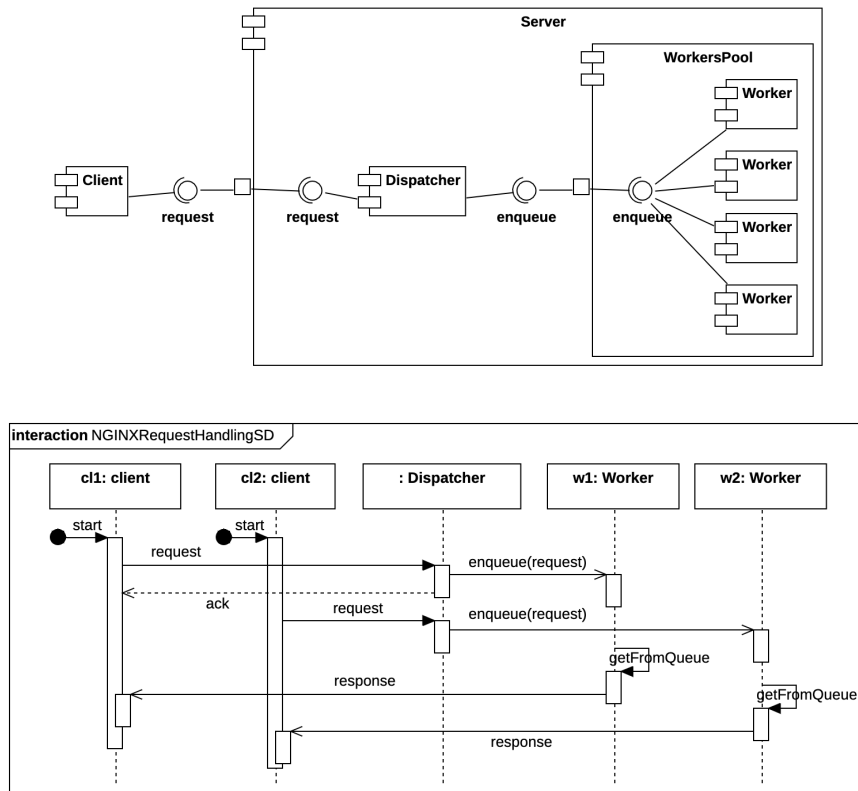 Server
WorkersPool
Worker
Worker
Client
Dispatcher
request
request
enqueue
enqueue
Worker
Worker
interaction NGINXRequestHandlingSD
cl1: client
cl2: client
: Dispatcher
w1: Worker
w2: Worker
start
start
request
enqueue(request)
ack
request
enqueue(request)
getFromQueue
response
getFromQueue
response